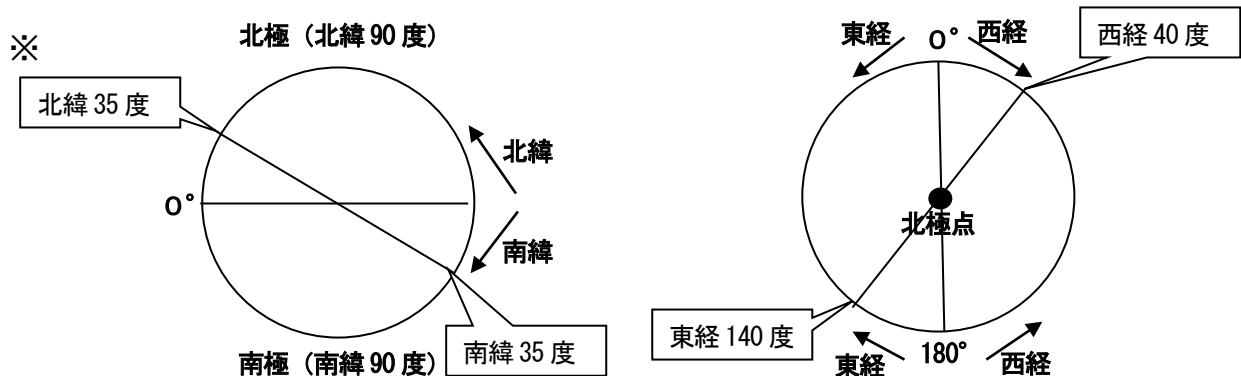 ※
北極（北緯 90 度）
北緯 35 度
北緯
0°
南緯
南緯 35 度
南極（南緯 90 度）
東経
0°
西経
西経 40 度
北極点
東経 140 度
東経
180°
西経